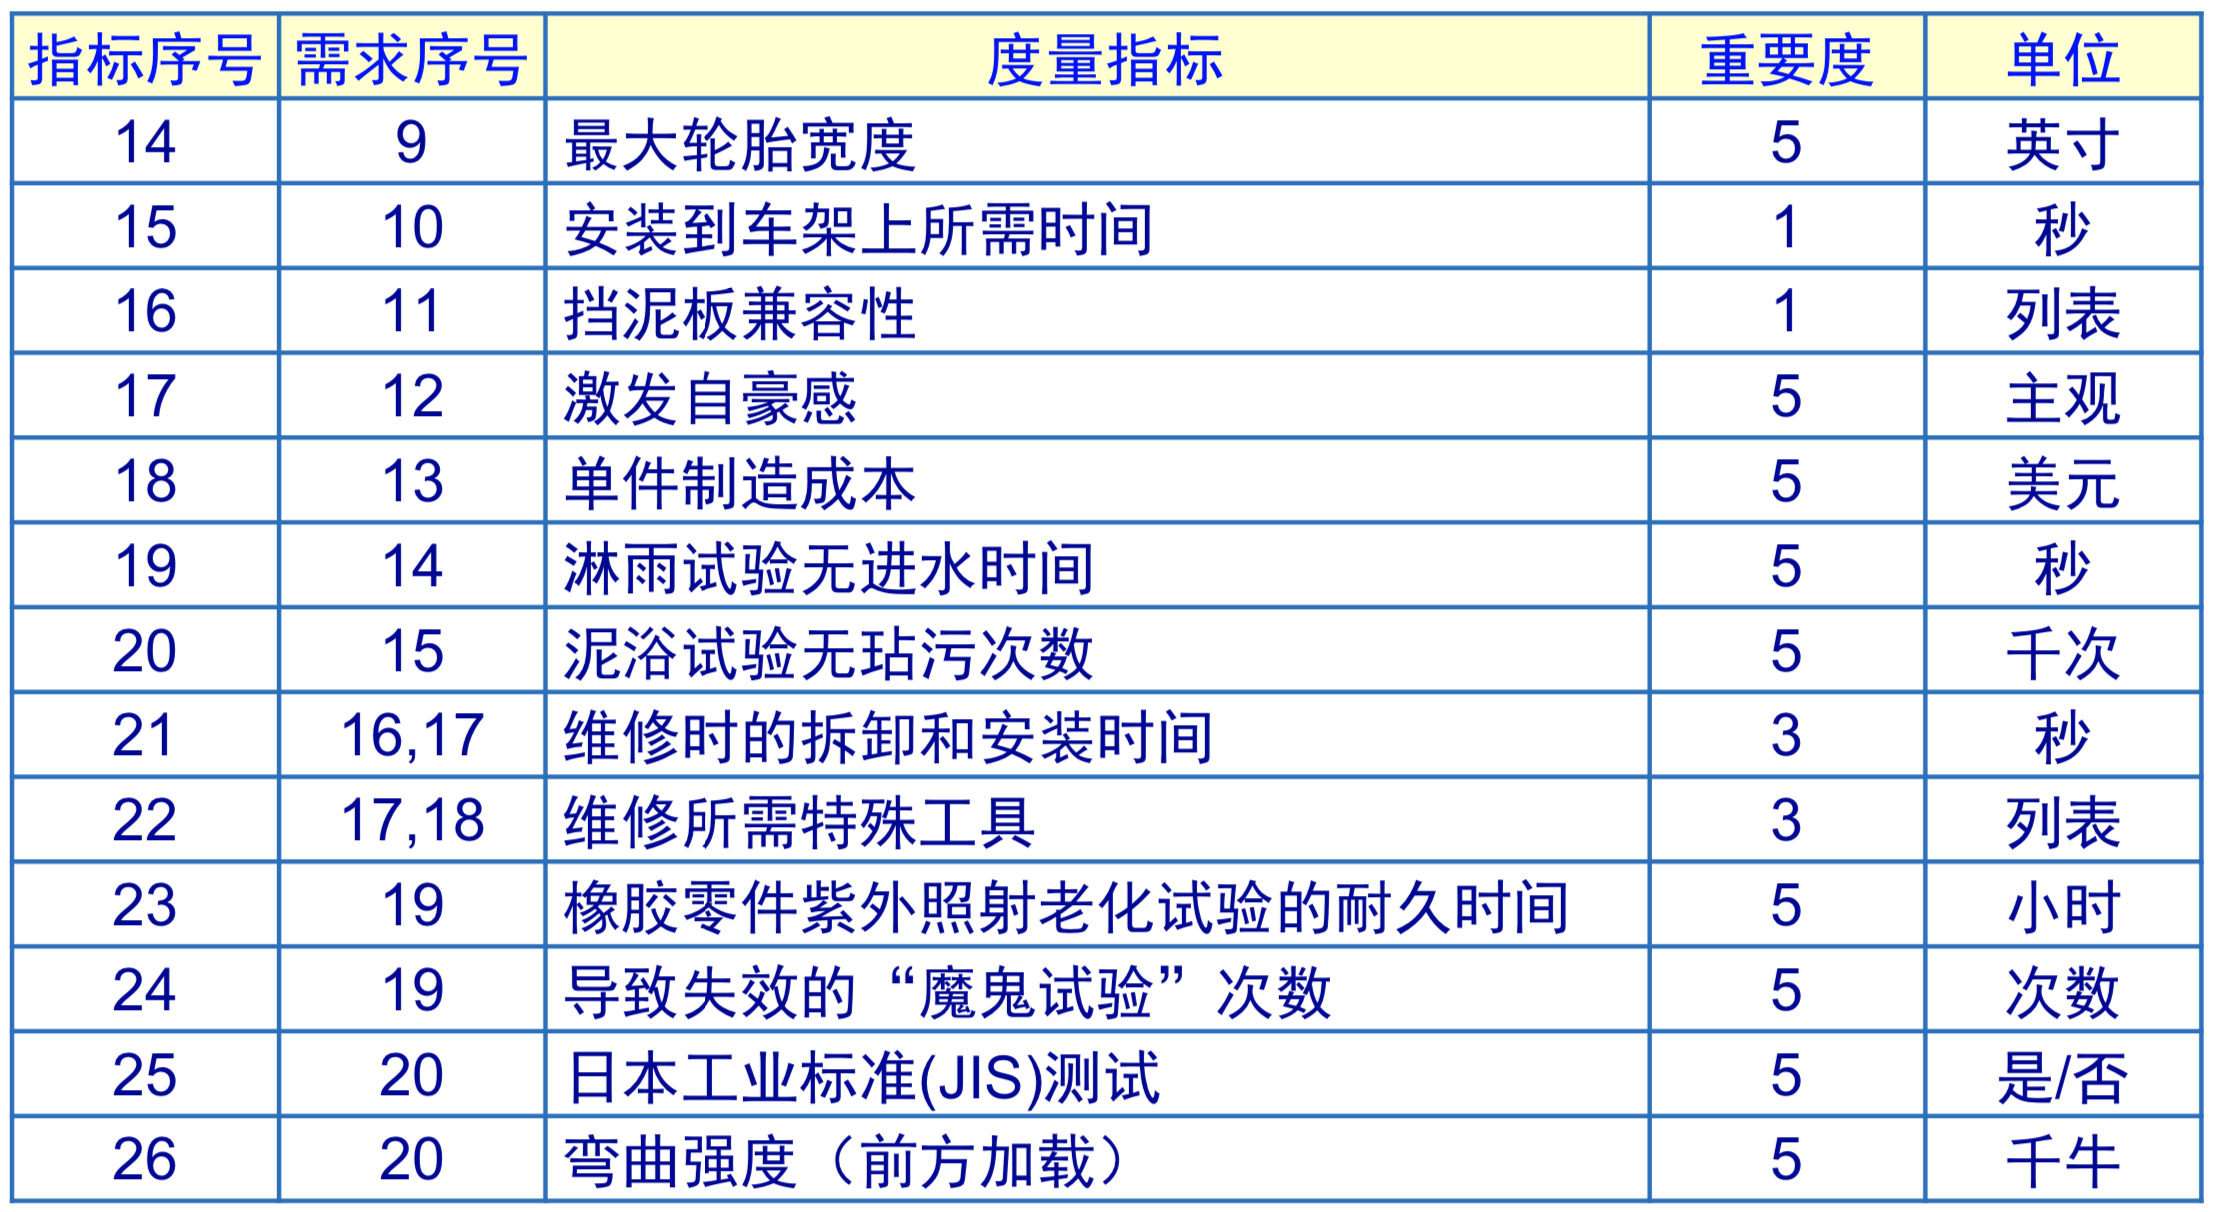 指标序号 需求序号 度量指标 重要度 单位
14 9 最大轮胎宽度 5 英寸
15 10 安装到车架上所需时间 1 秒
16 11 挡泥板兼容性 1 列表
17 12 激发自豪感 5 主观
18 13 单件制造成本 5 美元
19 14 淋雨试验无进水时间 5 秒
20 15 泥浴试验无玷污次数 5 千次
21 16,17 维修时的拆卸和安装时间 3 秒
22 17,18 维修所需特殊工具 3 列表
23 19 橡胶零件紫外照射老化试验的耐久时间 5 小时
24 19 导致失效的“魔鬼试验”次数 5 次数
25 20 日本工业标准(JIS)测试 5 是/否
26 20 弯曲强度（前方加载） 5 千牛